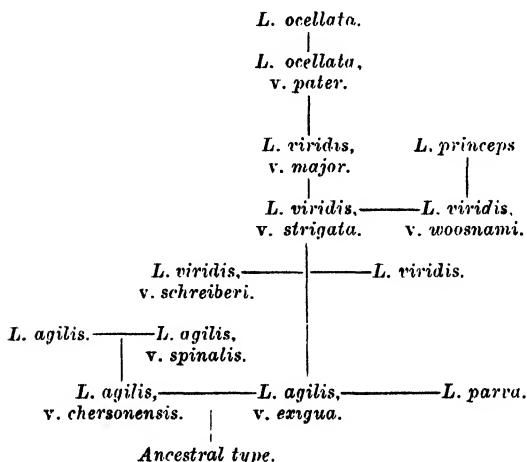 L. ocellata.
L. ocellata,
v. pater.
L. viridis,
v. major.
L. princeps
L. viridis,
v. strigata.
L. viridis,
v. woosnami.
L. viridis,
v. schreiberi.
L. viridis.
L. agilis.
L. agilis,
v. spinalis.
L. agilis,
v. chersonensis.
L. agilis,
v. exigua.
L. parva.
Ancestral type.